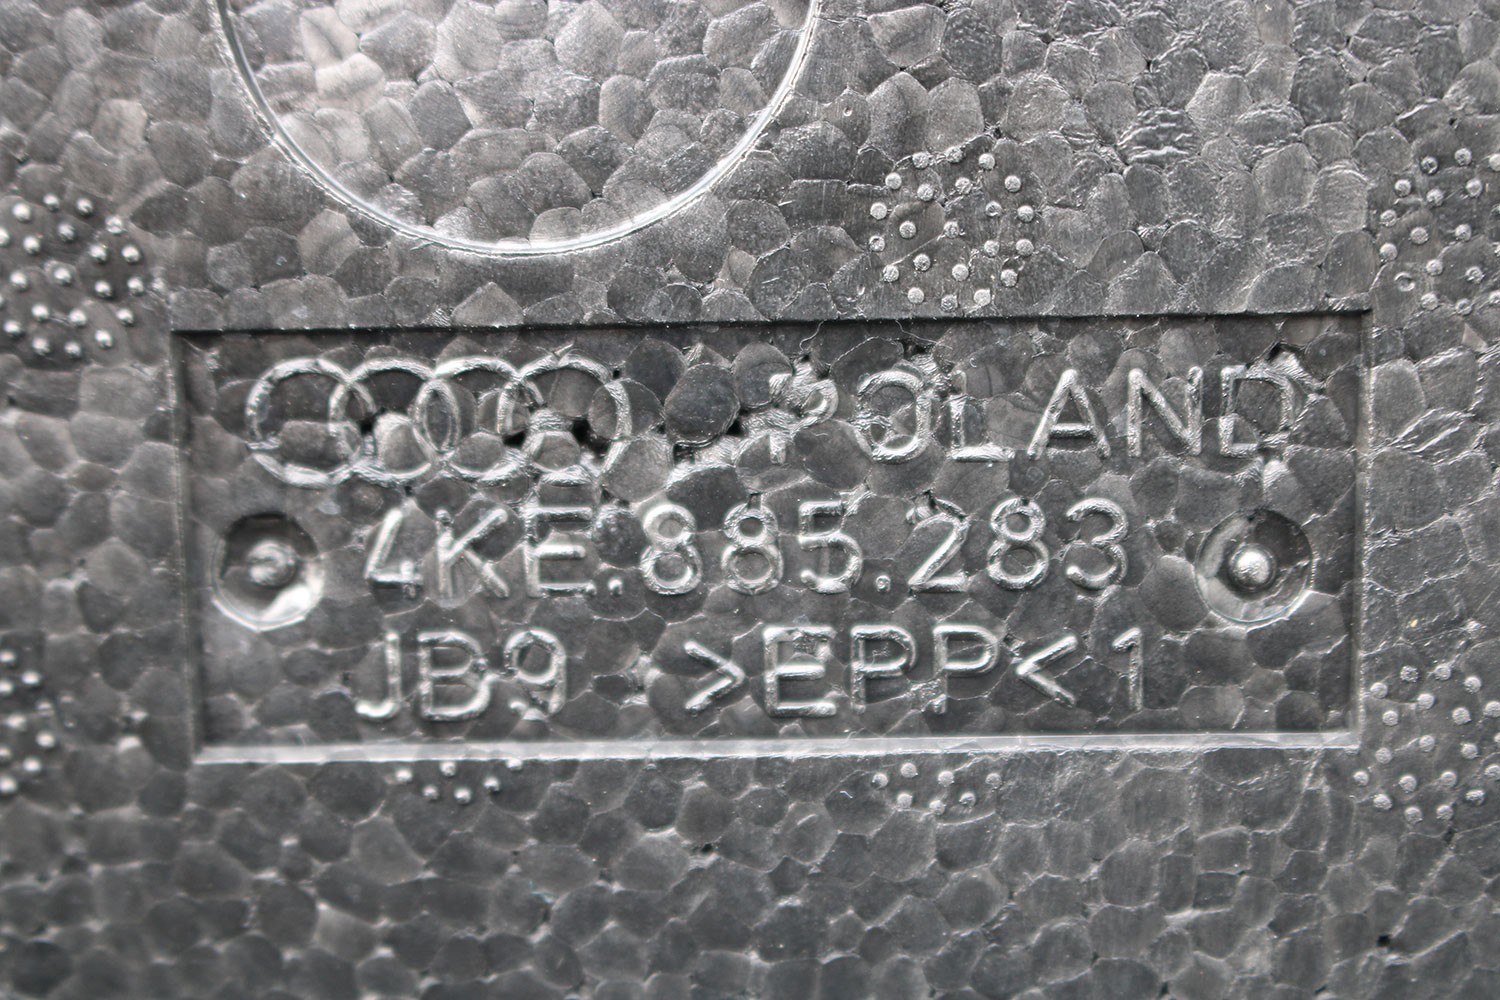 POLAND
4KE.885.283
JB9 >EPP< 1